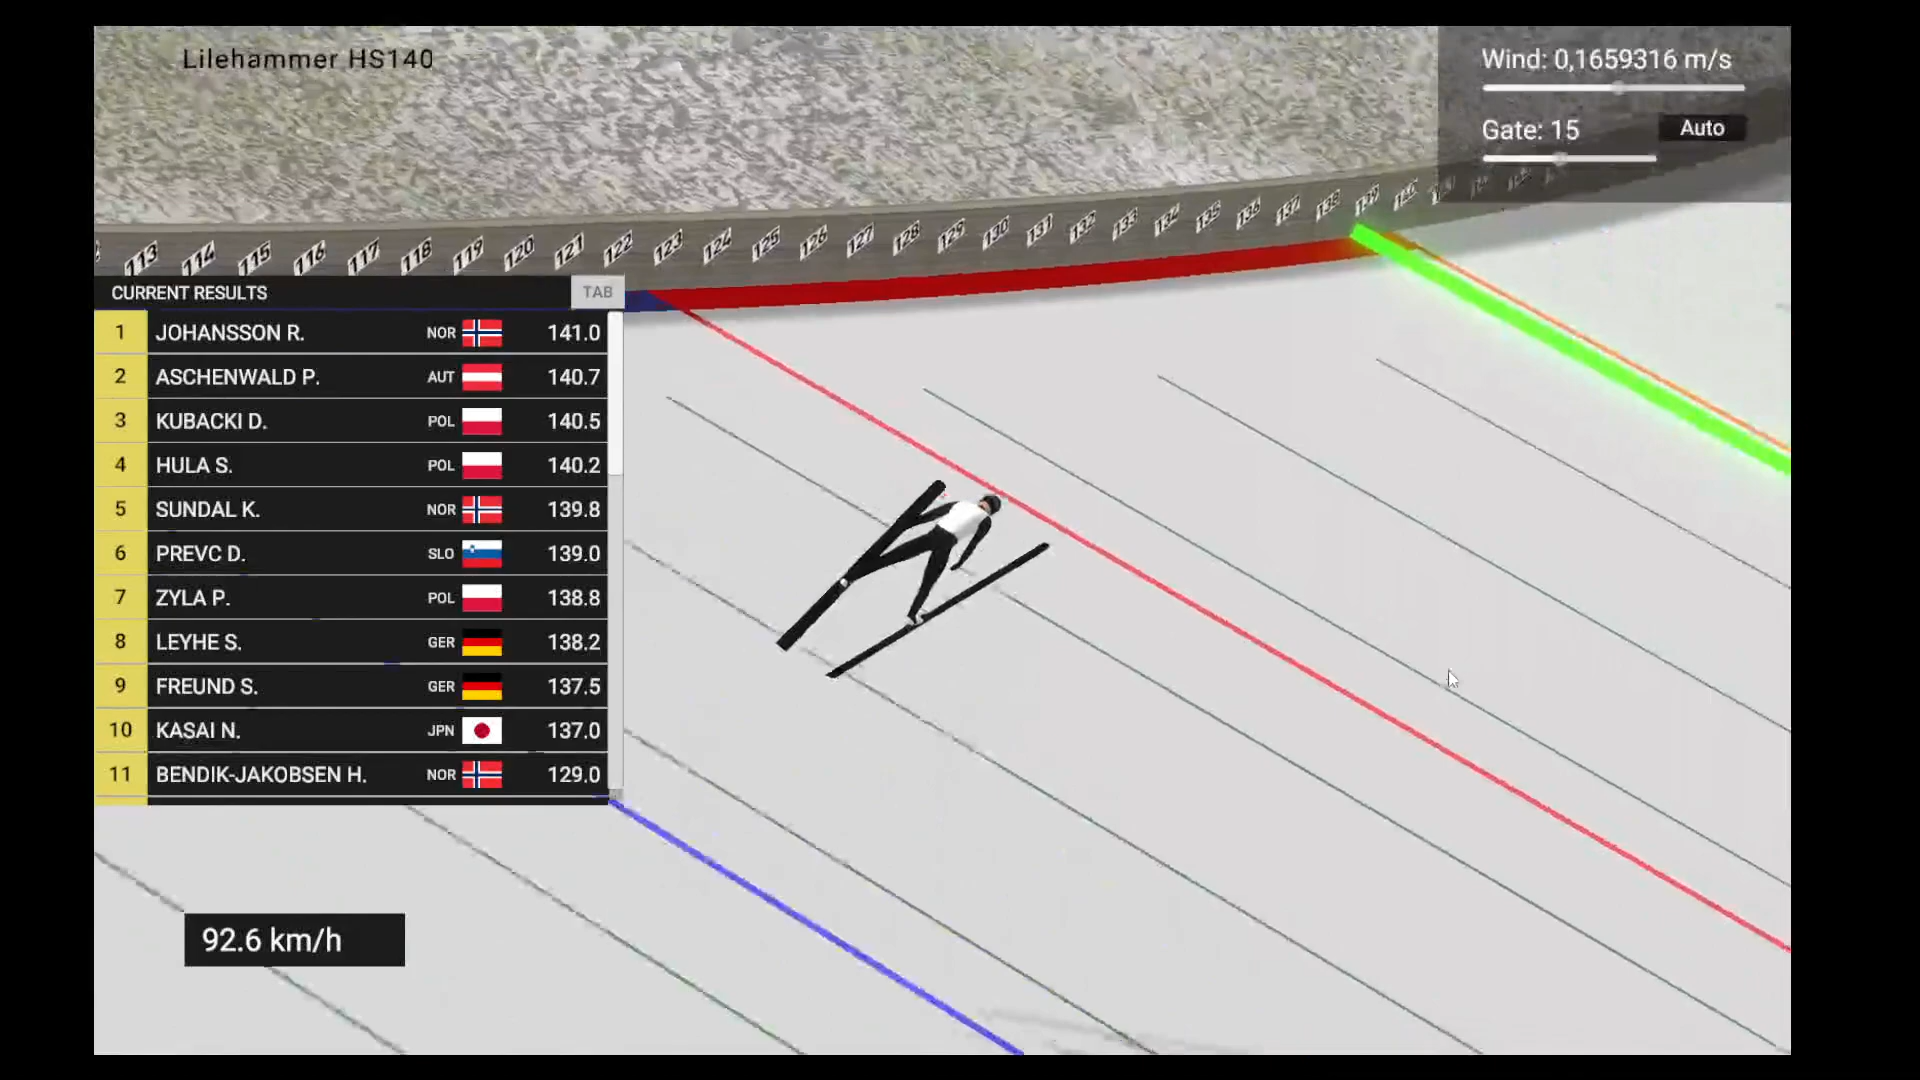 Lilehammer HS140
Wind: 0,1659316 m/s
Gate: 15
Auto
113 114 115 116 117 118 119 120 121 122 123 124 125 126 127 128 129 130 131 132 133 134 135 136 137 138 139 140
CURRENT RESULTS TAB
1 JOHANSSON R. NOR 141.0
2 ASCHENWALD P. AUT 140.7
3 KUBACKI D. POL 140.5
4 HULA S. POL 140.2
5 SUNDAL K. NOR 139.8
6 PREVC D. SLO 139.0
7 ZYLA P. POL 138.8
8 LEYHE S. GER 138.2
9 FREUND S. GER 137.5
10 KASAI N. JPN 137.0
11 BENDIK-JAKOBSEN H. NOR 129.0
92.6 km/h